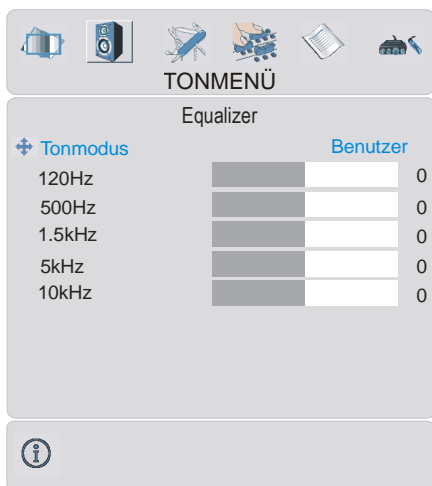 TONMENÜ
Equalizer
Tonmodus Benutzer
120Hz 0
500Hz 0
1.5kHz 0
5kHz 0
10kHz 0